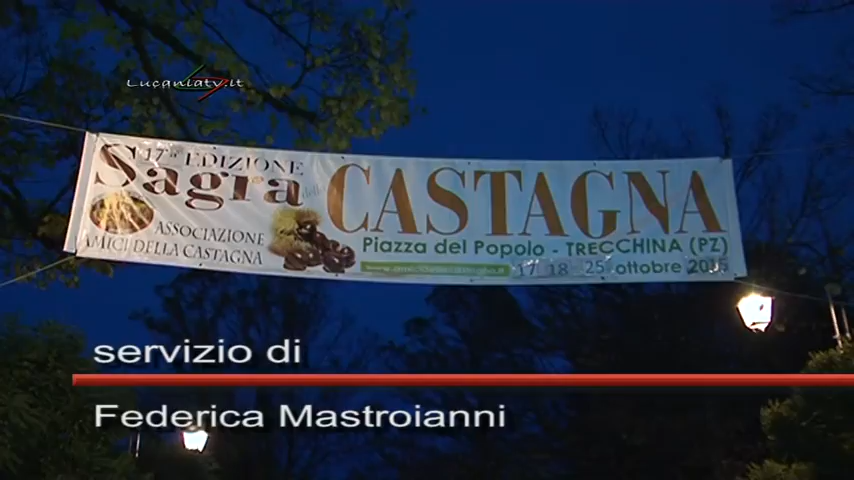 Lucaniatv.it
17ª EDIZIONE
Sagra della CASTAGNA
ASSOCIAZIONE
AMICI DELLA CASTAGNA
Piazza del Popolo - TRECCHINA (PZ)
17 18 25 ottobre 2015
servizio di
Federica Mastroianni